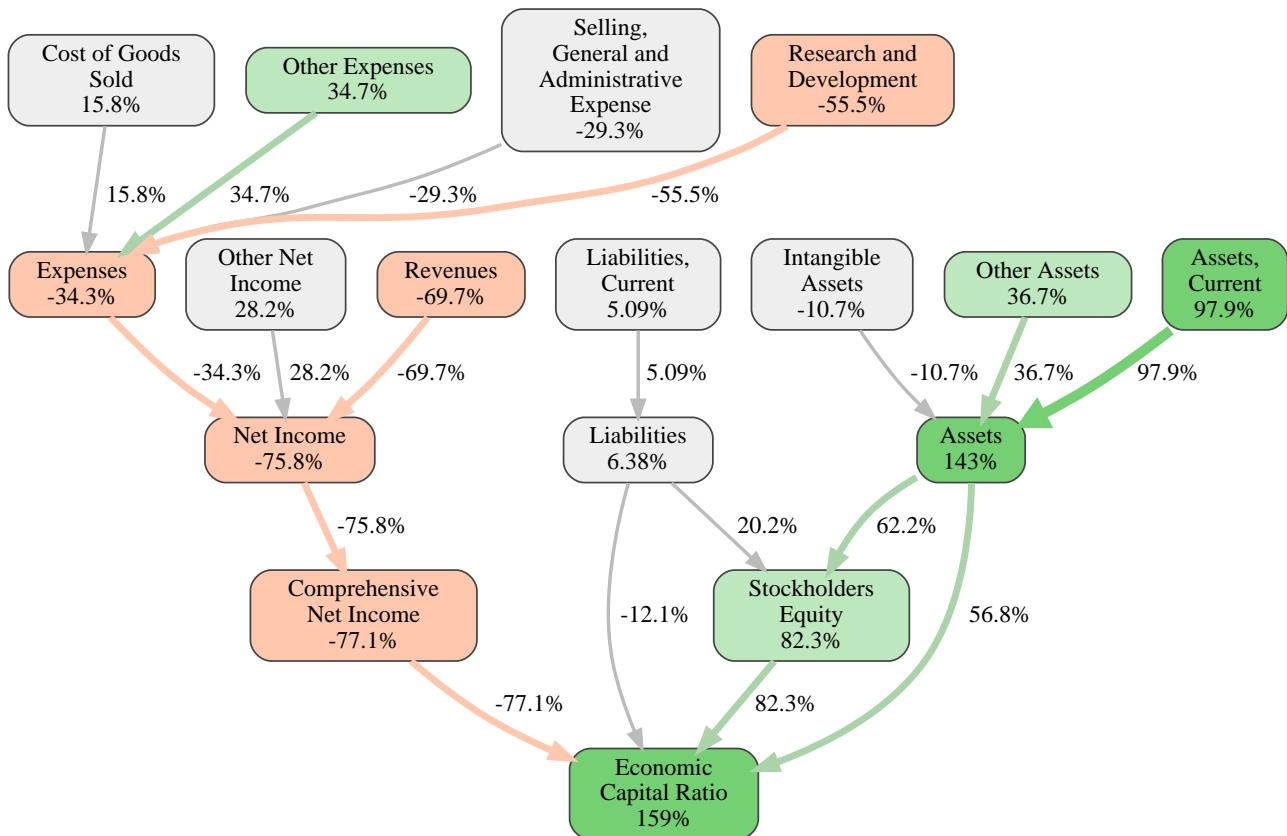 Cost of Goods
Sold
15.8%
Other Expenses
34.7%
Selling,
General and
Administrative
Expense
-29.3%
Research and
Development
-55.5%
15.8%
34.7%
-29.3%
-55.5%
Expenses
-34.3%
Other Net
Income
28.2%
Revenues
-69.7%
Liabilities,
Current
5.09%
Intangible
Assets
-10.7%
Other Assets
36.7%
Assets,
Current
97.9%
-34.3%
28.2%
-69.7%
5.09%
-10.7%
36.7%
97.9%
Net Income
-75.8%
Liabilities
6.38%
Assets
143%
-75.8%
20.2%
62.2%
Comprehensive
Net Income
-77.1%
-12.1%
Stockholders
Equity
82.3%
56.8%
-77.1%
82.3%
Economic
Capital Ratio
159%